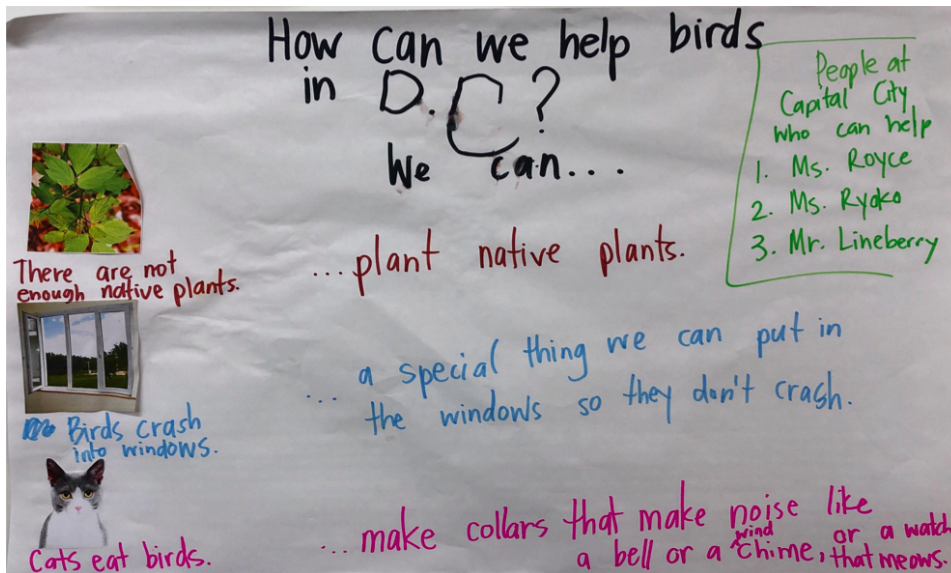 How can we help birds
in D.C?
We can...
People at
Capital City
who can help
1. Ms. Royce
2. Ms. Ryoko
3. Mr. Lineberry
There are not
enough native plants.
...plant native plants.
Birds crash
into windows.
... a special thing we can put in
the windows so they don't crash.
Cats eat birds.
...make collars that make noise like
a bell or a wind chime, or a watch
that meows.